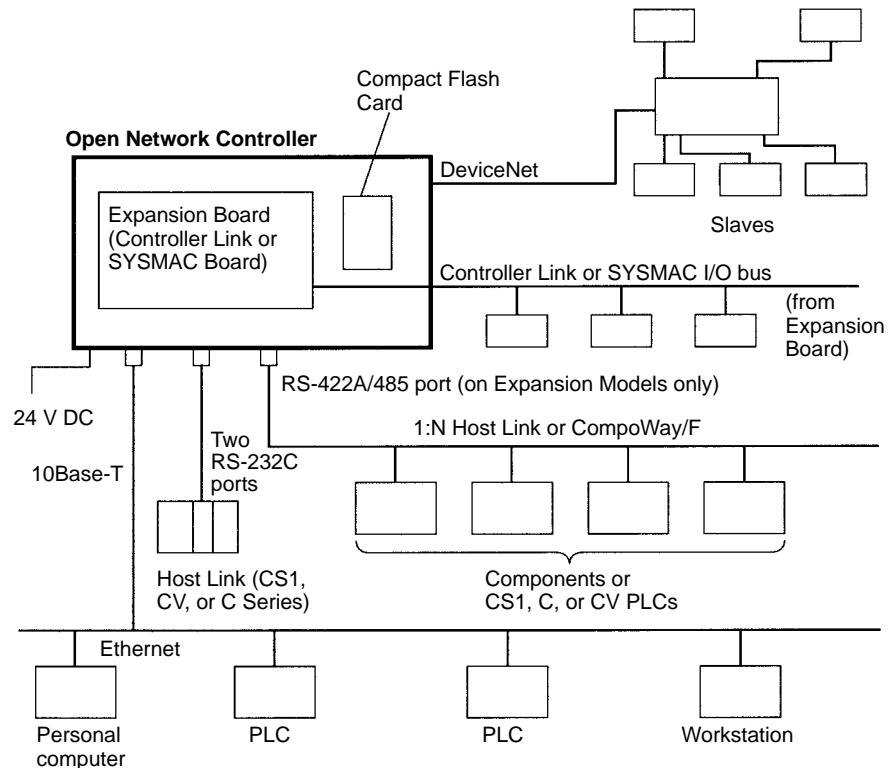 Compact Flash
Card
Open Network Controller
DeviceNet
Expansion Board
(Controller Link or
SYSMAC Board)
Slaves
Controller Link or SYSMAC I/O bus
(from
Expansion
Board)
RS-422A/485 port (on Expansion Models only)
24 V DC
1:N Host Link or CompoWay/F
Two
RS-232C
ports
10Base-T
Host Link (CS1,
CV, or C Series)
Components or
CS1, C, or CV PLCs
Ethernet
Personal
computer
PLC
PLC
Workstation